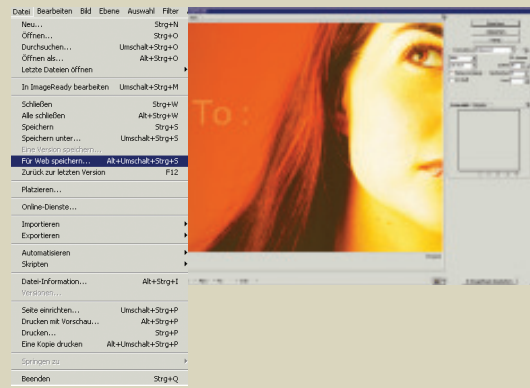 Datei Bearbeiten Bild Ebene Auswahl Filter
Neu... Strg+N
Öffnen... Strg+O
Durchsuchen... Umschalt+Strg+O
Öffnen als... Alt+Strg+O
Letzte Dateien öffnen
In ImageReady bearbeiten Umschalt+Strg+M
Schließen Strg+W
Alle schließen Alt+Strg+W
Speichern Strg+S
Speichern unter... Umschalt+Strg+S
Eine Version speichern...
Für Web speichern... Alt+Umschalt+Strg+S
Zurück zur letzten Version F12
Platzieren...
Online-Dienste...
Importieren
Exportieren
Automatisieren
Skripten
Datei-Information... Alt+Strg+I
Versionen...
Seite einrichten... Umschalt+Strg+P
Drucken mit Vorschau... Alt+Strg+P
Drucken... Strg+P
Eine Kopie drucken Alt+Umschalt+Strg+P
Springen zu
Beenden Strg+Q
To: